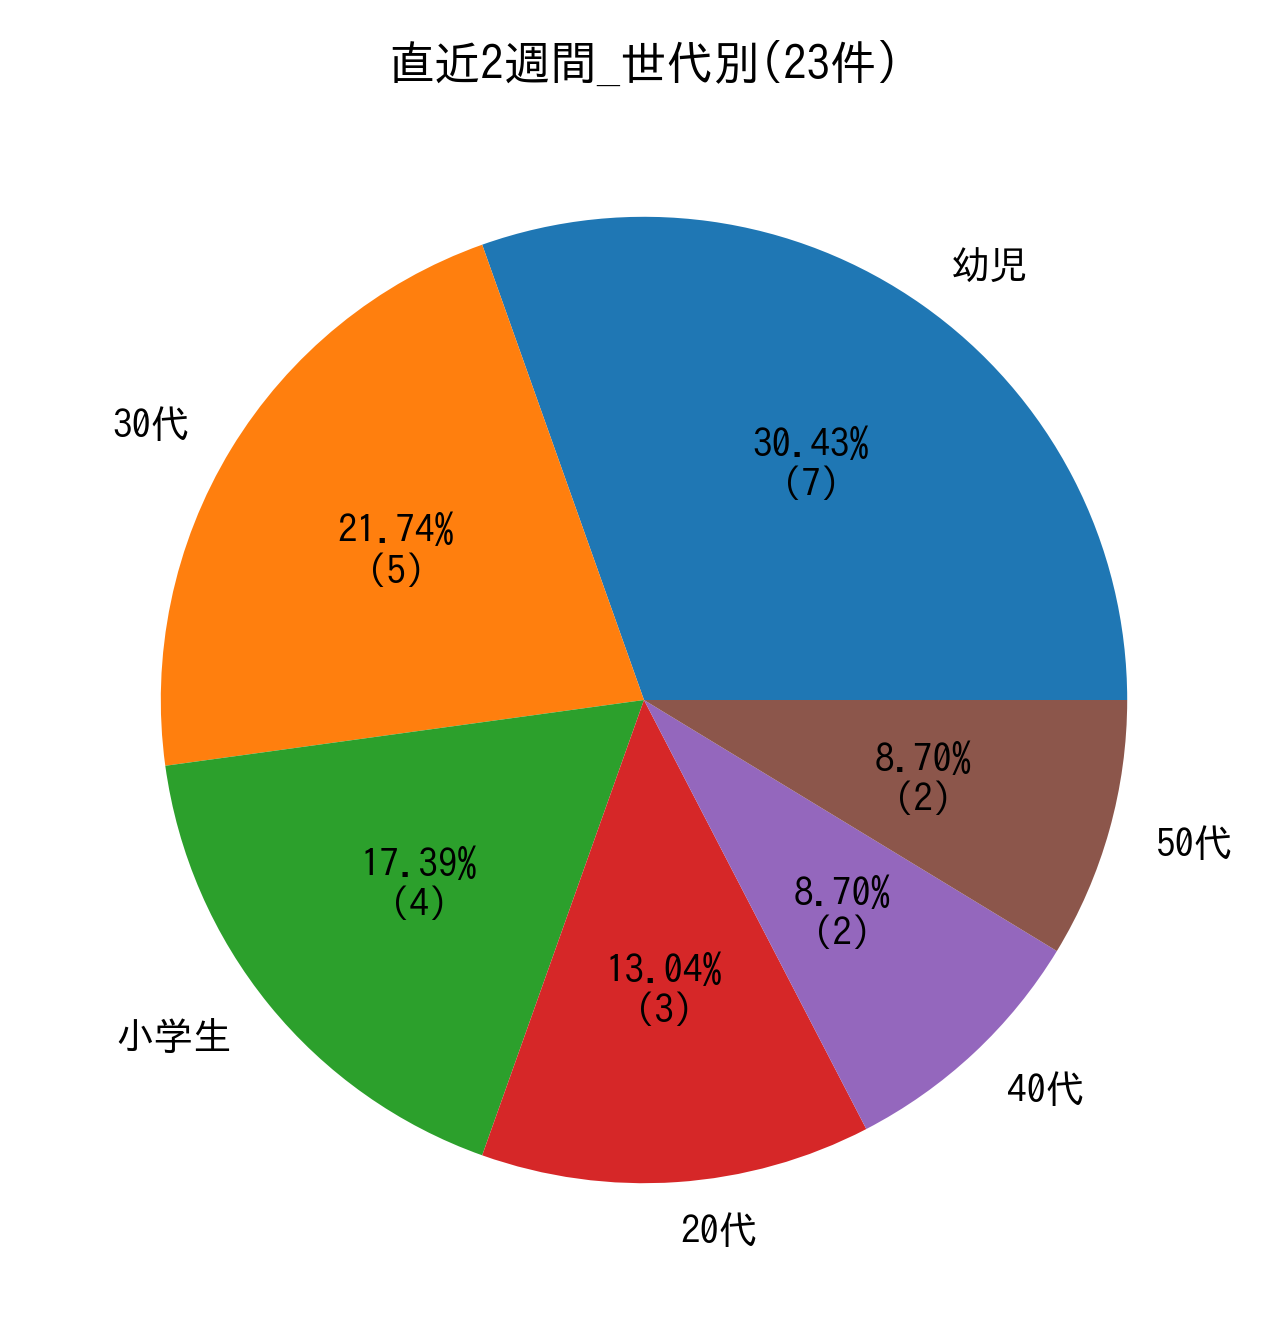 直近2週間_世代別(23件)
幼児
30.43%
(7)
30代
21.74%
(5)
17.39%
(4)
小学生
13.04%
(3)
20代
8.70%
(2)
40代
8.70%
(2)
50代